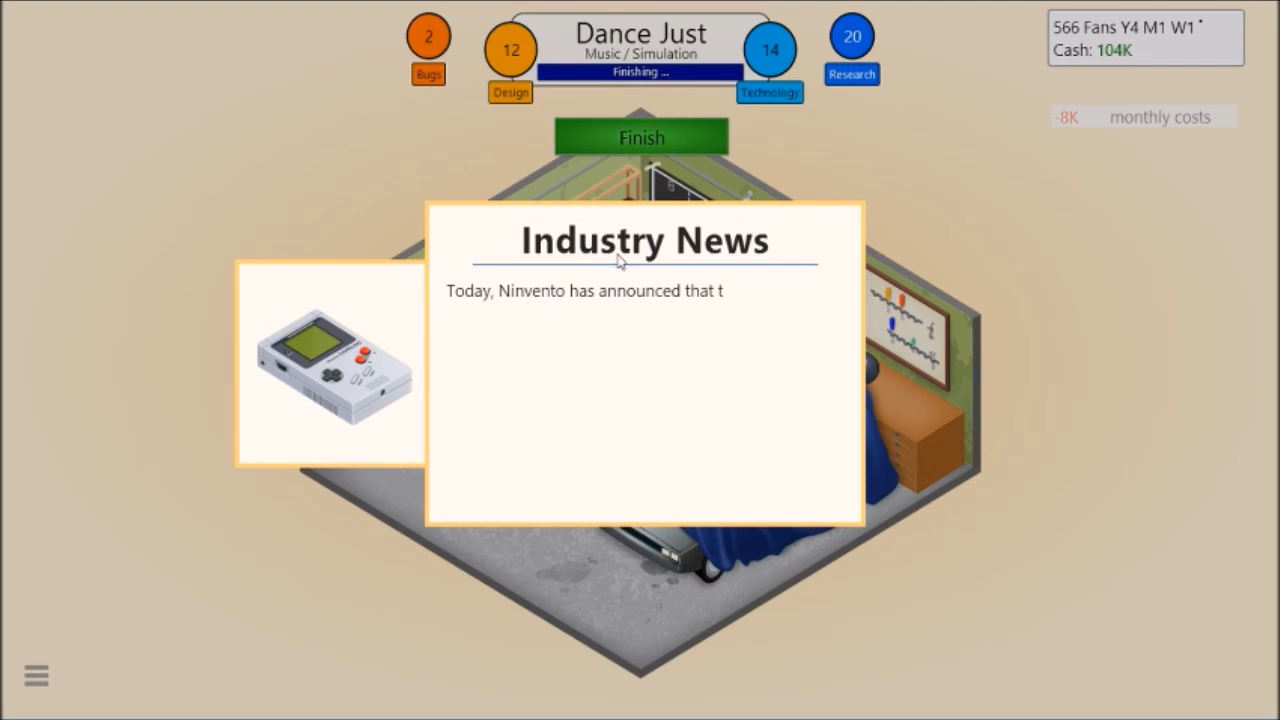 566 Fans Y4 M1 W1
Cash: 104K
-8K monthly costs
2
Bugs
12
Design
Dance Just
Music / Simulation
Finishing ...
14
Technology
20
Research
Finish
Industry News
Today, Ninvento has announced that t